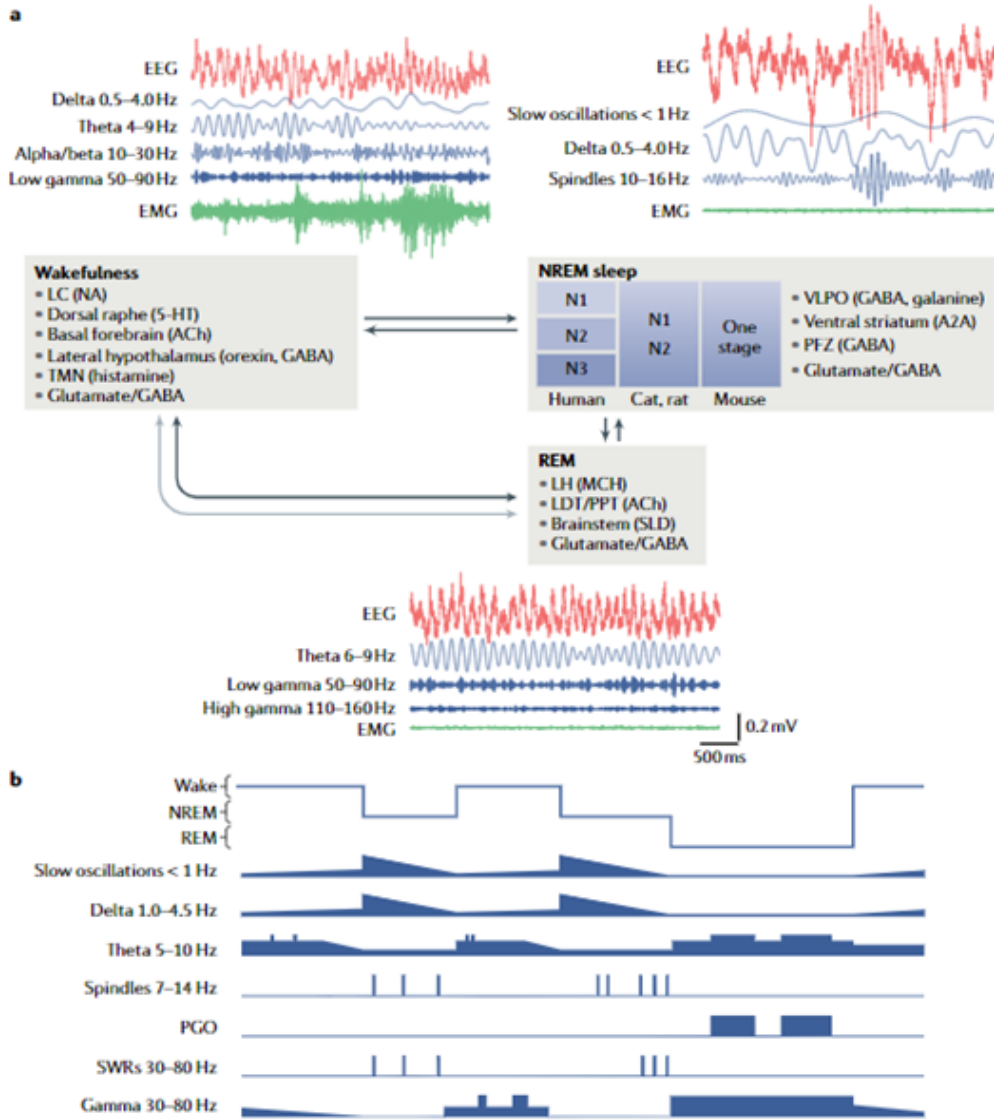 a
EEG
Delta 0.5–4.0 Hz
Theta 4–9 Hz
Alpha/beta 10–30 Hz
Low gamma 50–90 Hz
EMG
EEG
Slow oscillations < 1 Hz
Delta 0.5–4.0 Hz
Spindles 10–16 Hz
EMG
Wakefulness
LC (NA)
Dorsal raphe (5-HT)
Basal forebrain (ACh)
Lateral hypothalamus (orexin, GABA)
TMN (histamine)
Glutamate/GABA
NREM sleep
N1
N2
N3
Human
N1
N2
Cat, rat
One
stage
Mouse
VLPO (GABA, galanine)
Ventral striatum (A2A)
PFZ (GABA)
Glutamate/GABA
REM
LH (MCH)
LDT/PPT (ACh)
Brainstem (SLD)
Glutamate/GABA
EEG
Theta 6–9 Hz
Low gamma 50–90 Hz
High gamma 110–160 Hz
EMG
0.2 mV
500 ms
b
Wake
NREM
REM
Slow oscillations < 1 Hz
Delta 1.0–4.5 Hz
Theta 5–10 Hz
Spindles 7–14 Hz
PGO
SWRs 30–80 Hz
Gamma 30–80 Hz